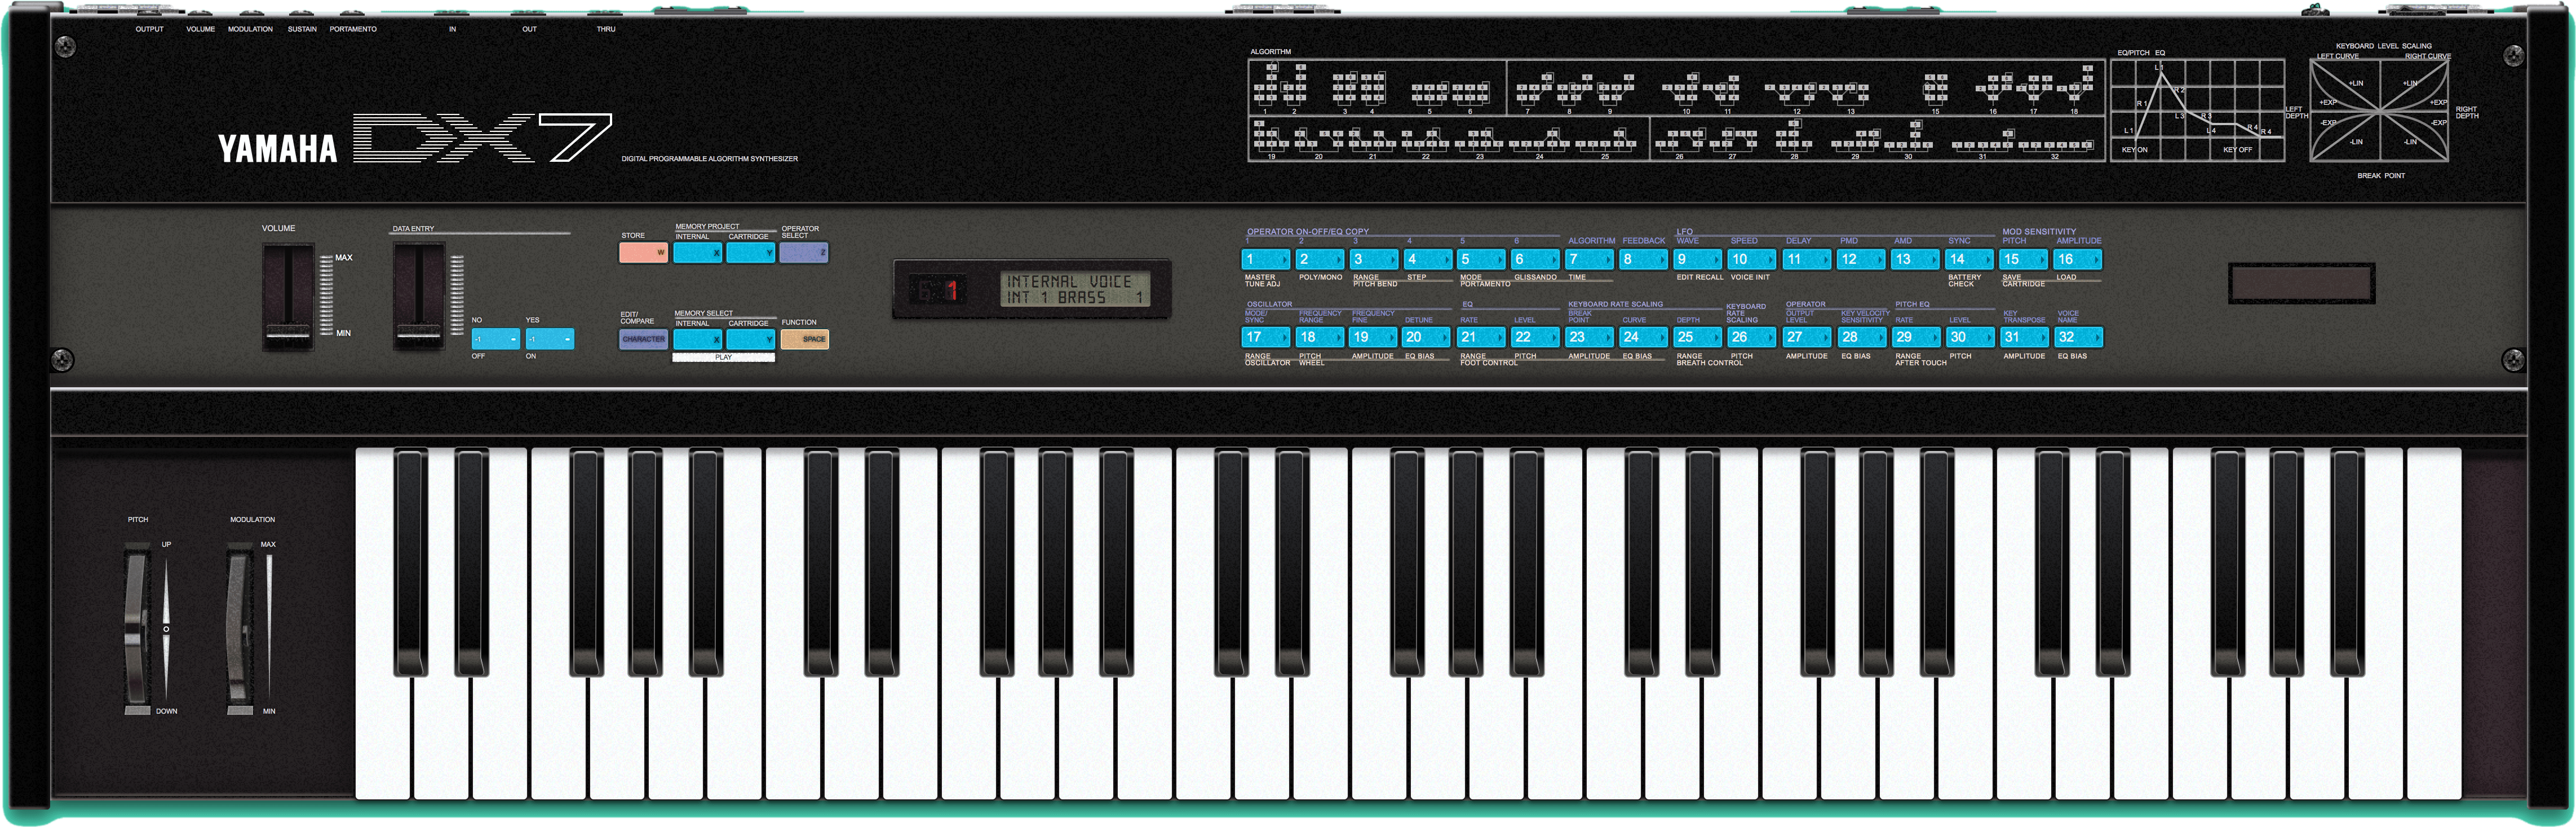 OUTPUT VOLUME MODULATION SUSTAIN PORTAMENTO IN OUT THRU
YAMAHA DX7
DIGITAL PROGRAMMABLE ALGORITHM SYNTHESIZER
ALGORITHM
1 2 3 4 5 6 7 8 9 10 11 12 13 15 16 17 18
19 20 21 22 23 24 25 26 27 28 29 30 31 32
EQ/PITCH EQ
L1
R1 R2
L3 R3
L1 L4 R4 R4
KEY ON KEY OFF
KEYBOARD LEVEL SCALING
LEFT CURVE RIGHT CURVE
+LIN +LIN
+EXP +EXP
LEFT DEPTH RIGHT DEPTH
-EXP -EXP
-LIN -LIN
BREAK POINT
VOLUME
MAX
MIN
DATA ENTRY
NO YES
-1 - -1 -
OFF ON
STORE
MEMORY PROJECT
INTERNAL CARTRIDGE
OPERATOR
SELECT
W X Y Z
EDIT/
COMPARE
MEMORY SELECT
INTERNAL CARTRIDGE
FUNCTION
CHARACTER X Y SPACE
PLAY
1
INTERNAL VOICE
INT 1 BRASS 1
OPERATOR ON-OFF/EQ COPY LFO MOD SENSITIVITY
1 2 3 4 5 6 ALGORITHM FEEDBACK WAVE SPEED DELAY PMD AMD SYNC PITCH AMPLITUDE
1 2 3 4 5 6 7 8 9 10 11 12 13 14 15 16
MASTER POLY/MONO RANGE STEP MODE GLISSANDO TIME EDIT RECALL VOICE INIT BATTERY SAVE LOAD
TUNE ADJ PITCH BEND PORTAMENTO CHECK CARTRIDGE
OSCILLATOR EQ KEYBOARD RATE SCALING KEYBOARD OPERATOR PITCH EQ
MODE/ FREQUENCY FREQUENCY BREAK RATE OUTPUT KEY VELOCITY KEY VOICE
SYNC RANGE FINE DETUNE RATE LEVEL POINT CURVE DEPTH SCALING LEVEL SENSITIVITY RATE LEVEL TRANSPOSE NAME
17 18 19 20 21 22 23 24 25 26 27 28 29 30 31 32
RANGE PITCH AMPLITUDE EQ BIAS RANGE PITCH AMPLITUDE EQ BIAS RANGE PITCH AMPLITUDE EQ BIAS RANGE PITCH AMPLITUDE EQ BIAS
OSCILLATOR WHEEL FOOT CONTROL BREATH CONTROL AFTER TOUCH
PITCH MODULATION
UP MAX
DOWN MIN